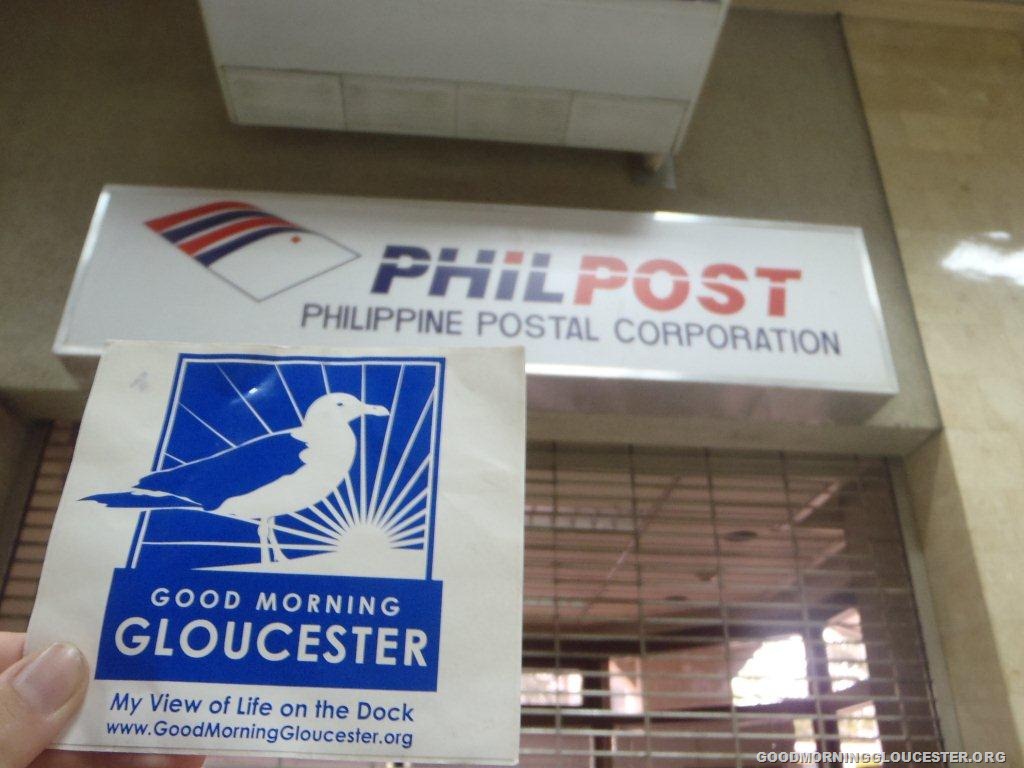 PHILPOST
PHILIPPINE POSTAL CORPORATION
GOOD MORNING
GLOUCESTER
My View of Life on the Dock
www.GoodMorningGloucester.org
GOODMORNINGGLOUCESTER.ORG